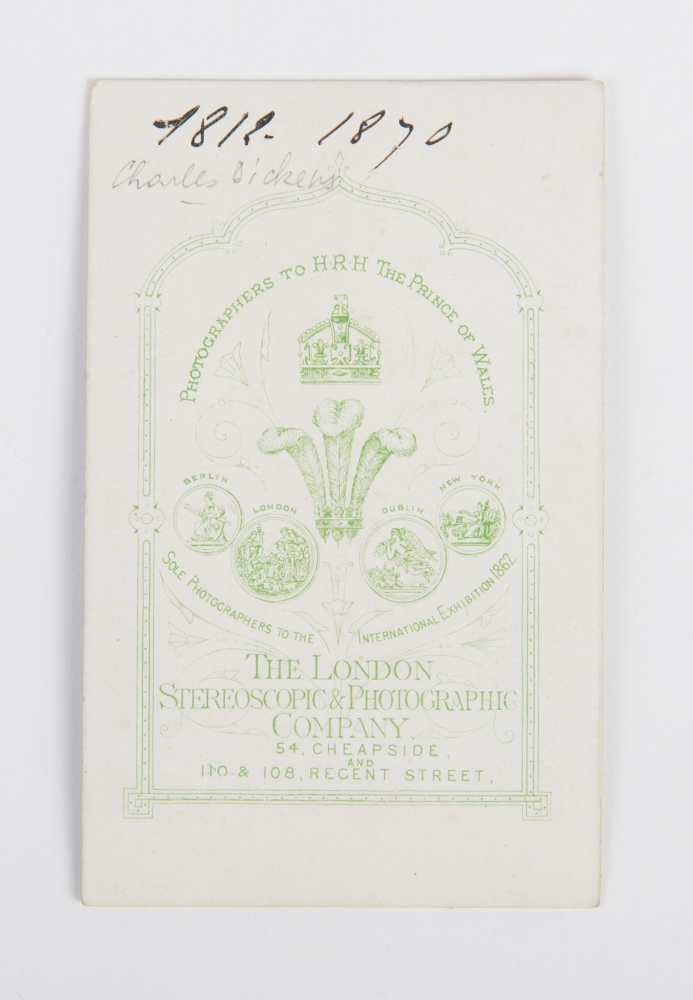 1812 - 1870
Charles Dickens
PHOTOGRAPHERS TO H·R·H THE PRINCE OF WALES.
BERLIN
LONDON
DUBLIN
NEW YORK
SOLE PHOTOGRAPHERS TO THE INTERNATIONAL EXHIBITION 1862.
THE LONDON
STEREOSCOPIC & PHOTOGRAPHIC
COMPANY.
54, CHEAPSIDE,
AND
110 & 108, REGENT STREET.